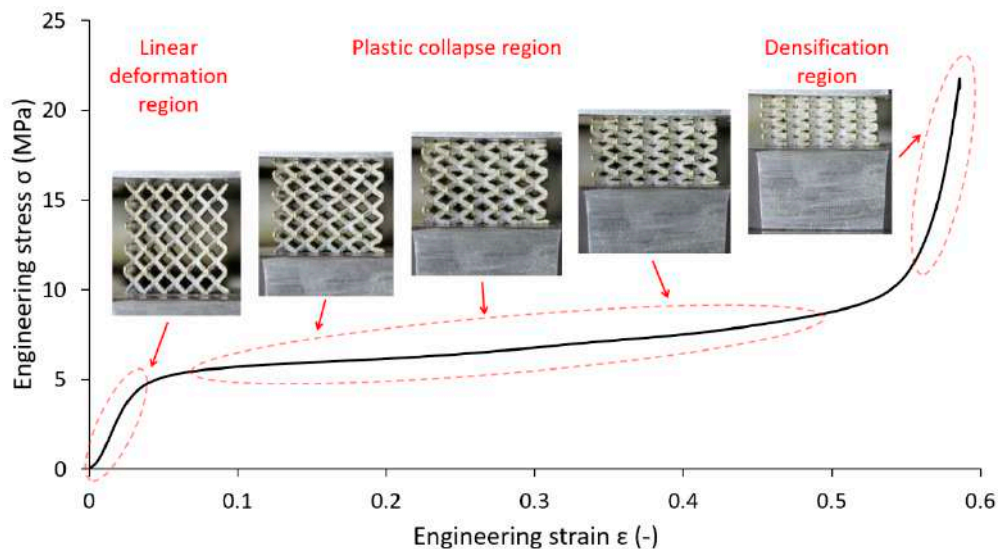 Linear
deformation
region
Plastic collapse region
Densification
region
Engineering stress σ (MPa)
25
20
15
10
5
0
0
0.1
0.2
0.3
0.4
0.5
0.6
Engineering strain ε (-)